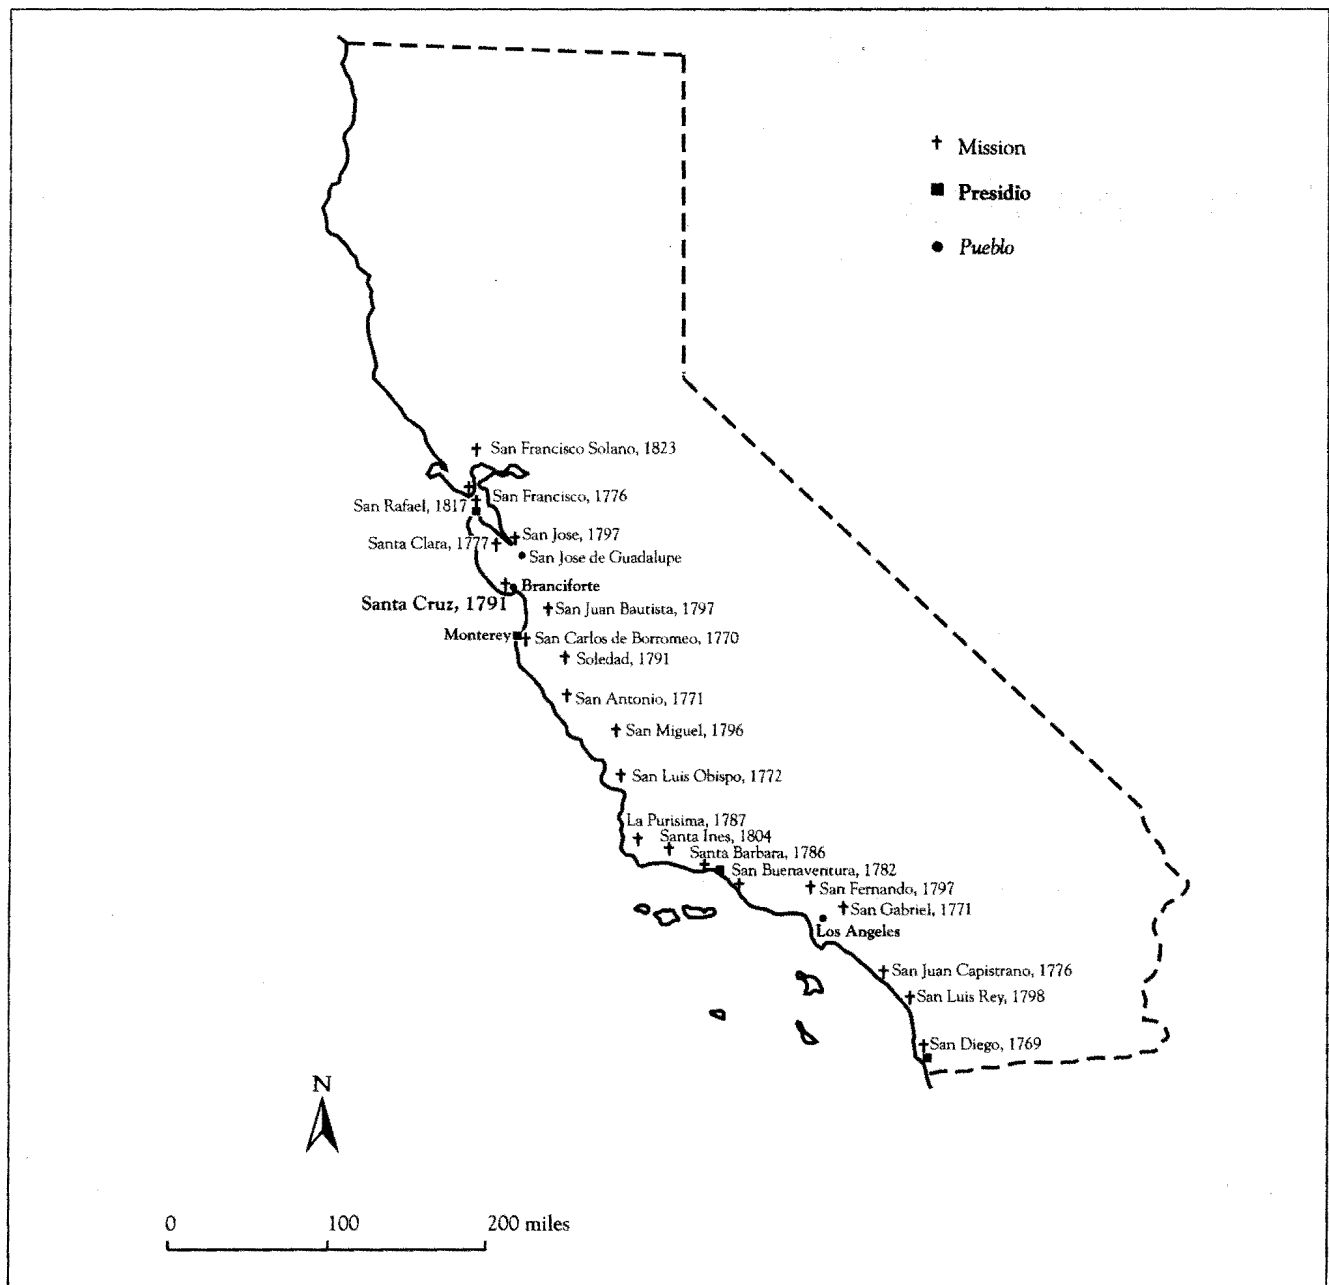 † Mission
■ Presidio
● Pueblo
San Francisco Solano, 1823
San Francisco, 1776
San Rafael, 1817
San Jose, 1797
Santa Clara, 1777
San Jose de Guadalupe
Branciforte
Santa Cruz, 1791
San Juan Bautista, 1797
Monterey
San Carlos de Borromeo, 1770
Soledad, 1791
San Antonio, 1771
San Miguel, 1796
San Luis Obispo, 1772
La Purisima, 1787
Santa Ines, 1804
Santa Barbara, 1786
San Buenaventura, 1782
San Fernando, 1797
San Gabriel, 1771
Los Angeles
San Juan Capistrano, 1776
San Luis Rey, 1798
San Diego, 1769
N
0 100 200 miles